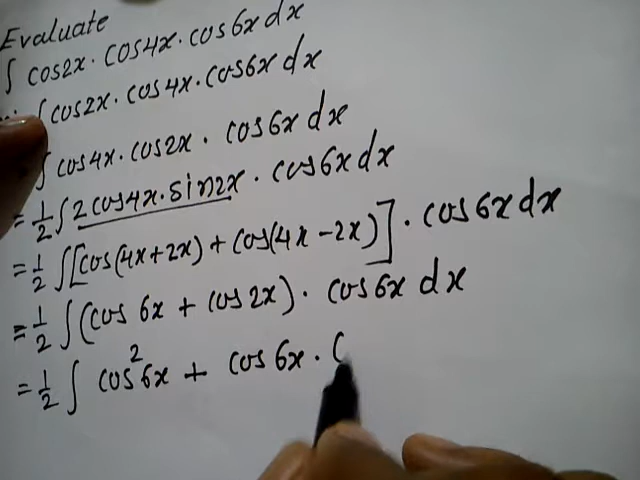 Evaluate
∫ cos2x · cos4x · cos6x dx
∫ cos2x · cos4x · cos6x dx
∫ cos4x · cos2x · cos6x dx
= 1/2 ∫ 2 cos4x · sin2x · cos6x dx
= 1/2 ∫ [cos(4x+2x) + cos(4x-2x)] · cos6x dx
= 1/2 ∫ (cos 6x + cos 2x) · cos6x dx
= 1/2 ∫ cos²6x + cos 6x · (